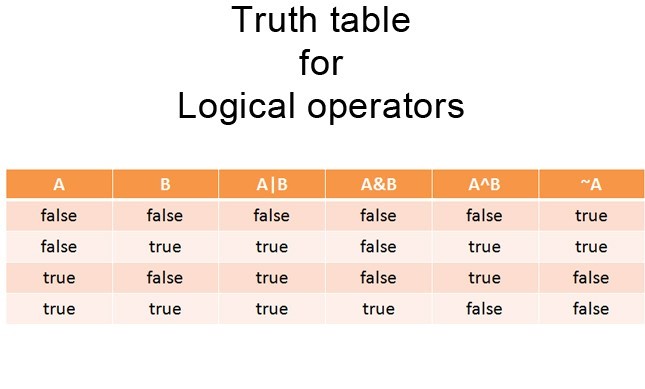 Truth table
for
Logical operators
A B A|B A&B A^B ~A
false false false false false true
false true true false true true
true false true false true false
true true true true false false